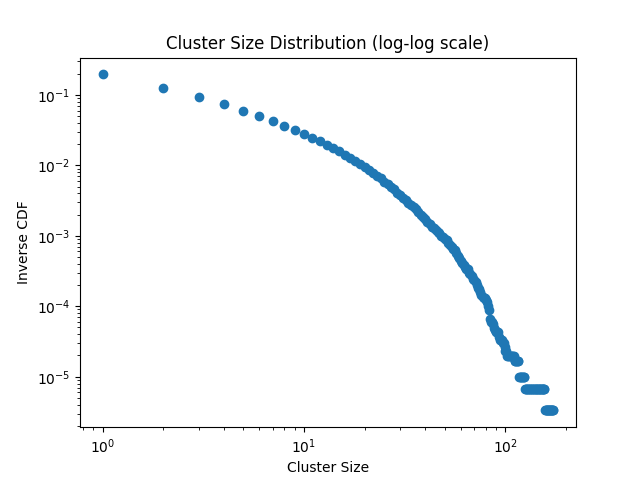 Cluster Size Distribution (log-log scale)
10⁻¹
10⁻²
10⁻³
10⁻⁴
10⁻⁵
Inverse CDF
10⁰ 10¹ 10²
Cluster Size